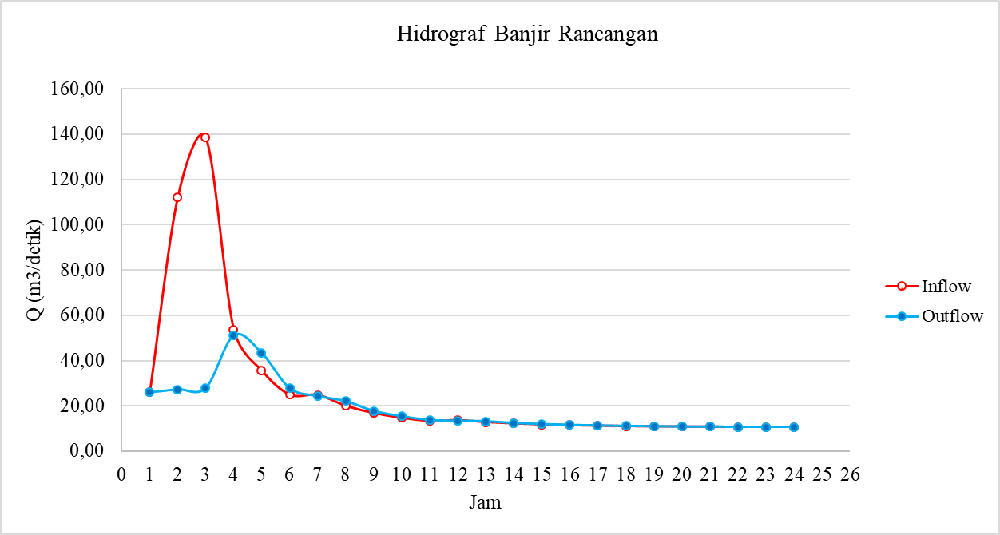 Hidrograf Banjir Rancangan
160,00
140,00
120,00
100,00
80,00
60,00
40,00
20,00
0,00
Q (m3/detik)
0 1 2 3 4 5 6 7 8 9 10 11 12 13 14 15 16 17 18 19 20 21 22 23 24 25 26
Jam
Inflow
Outflow